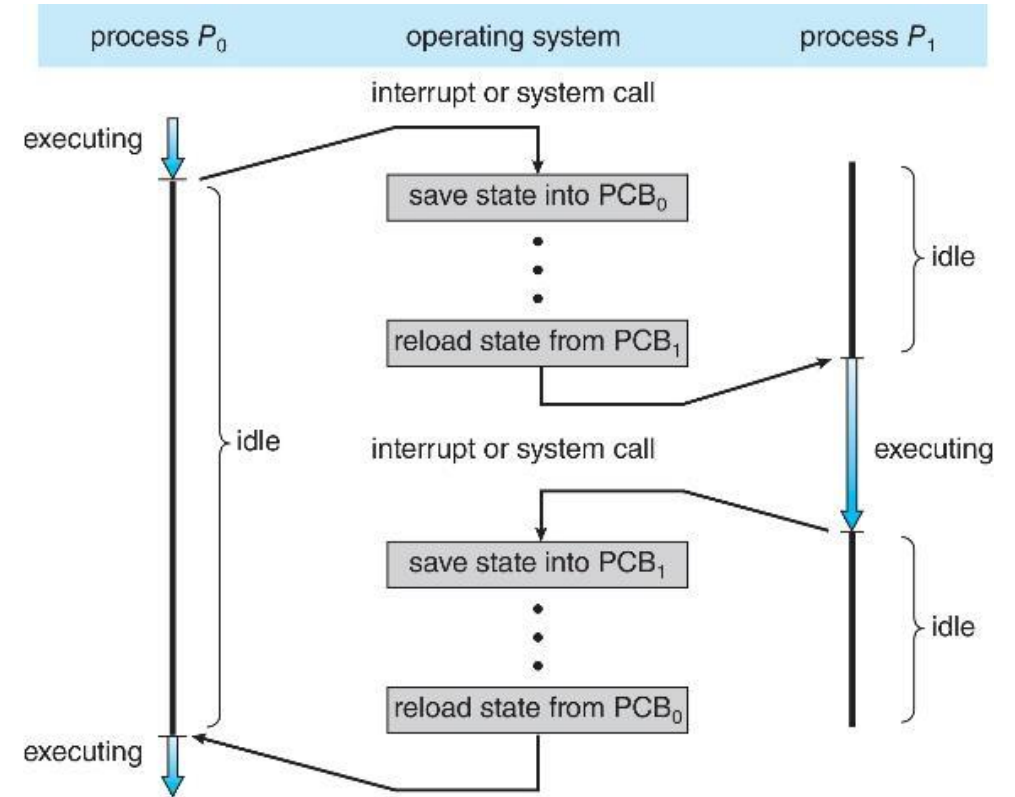 process P₀ operating system process P₁
interrupt or system call
executing
save state into PCB₀
idle
reload state from PCB₁
idle
interrupt or system call
executing
save state into PCB₁
idle
reload state from PCB₀
executing